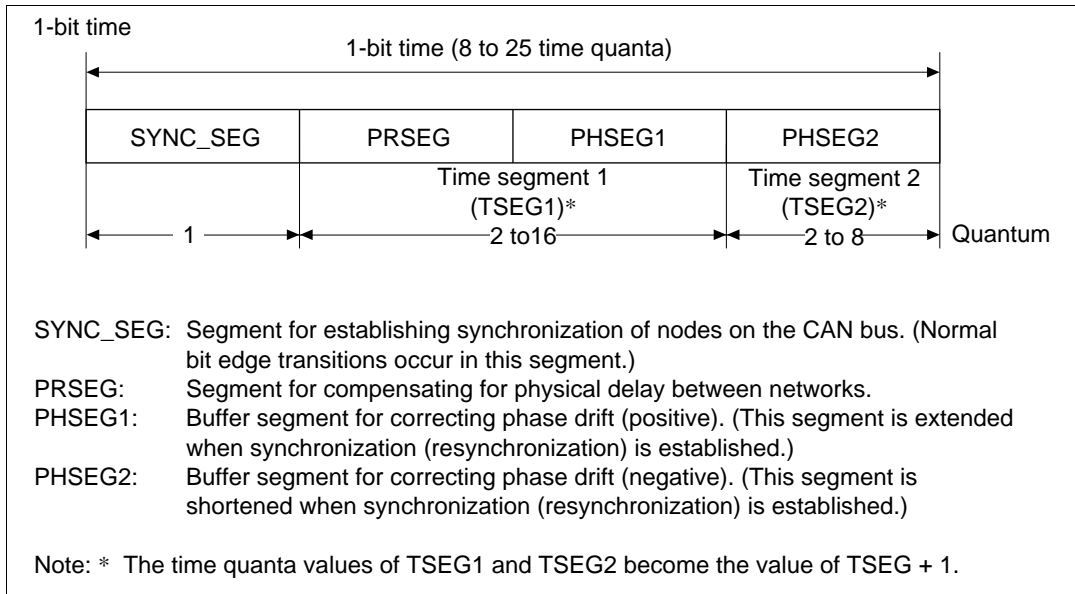 1-bit time
1-bit time (8 to 25 time quanta)
SYNC_SEG PRSEG PHSEG1 PHSEG2
Time segment 1 Time segment 2
(TSEG1)* (TSEG2)*
1 2 to16 2 to 8 Quantum
SYNC_SEG: Segment for establishing synchronization of nodes on the CAN bus. (Normal
bit edge transitions occur in this segment.)
PRSEG: Segment for compensating for physical delay between networks.
PHSEG1: Buffer segment for correcting phase drift (positive). (This segment is extended
when synchronization (resynchronization) is established.)
PHSEG2: Buffer segment for correcting phase drift (negative). (This segment is
shortened when synchronization (resynchronization) is established.)
Note: * The time quanta values of TSEG1 and TSEG2 become the value of TSEG + 1.